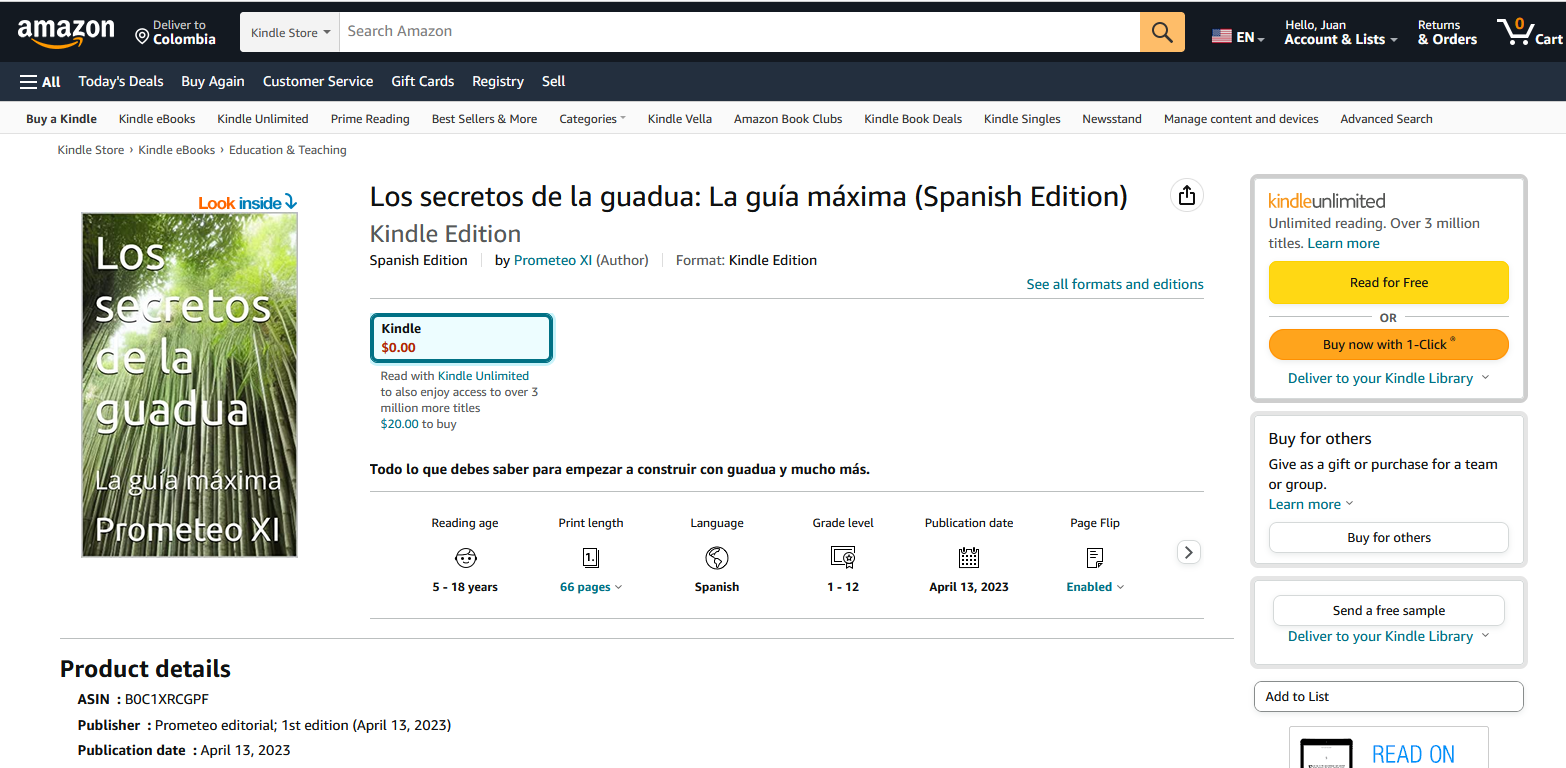 amazon
Deliver to
Colombia
Kindle Store
Search Amazon
EN
Hello, Juan
Account & Lists
Returns
& Orders
0
Cart
All
Today's Deals
Buy Again
Customer Service
Gift Cards
Registry
Sell
Buy a Kindle
Kindle eBooks
Kindle Unlimited
Prime Reading
Best Sellers & More
Categories
Kindle Vella
Amazon Book Clubs
Kindle Book Deals
Kindle Singles
Newsstand
Manage content and devices
Advanced Search
Kindle Store › Kindle eBooks › Education & Teaching
Look inside
Los
secretos
de la
guadua
La guía máxima
Prometeo XI
Los secretos de la guadua: La guía máxima (Spanish Edition)
Kindle Edition
Spanish Edition
by Prometeo XI (Author)
Format: Kindle Edition
See all formats and editions
Kindle
$0.00
Read with Kindle Unlimited
to also enjoy access to over 3
million more titles
$20.00 to buy
Todo lo que debes saber para empezar a construir con guadua y mucho más.
Reading age
5 - 18 years
Print length
1.
66 pages
Language
Spanish
Grade level
1 - 12
Publication date
April 13, 2023
Page Flip
Enabled
Product details
ASIN : B0C1XRCGPF
Publisher : Prometeo editorial; 1st edition (April 13, 2023)
Publication date : April 13, 2023
kindleunlimited
Unlimited reading. Over 3 million
titles. Learn more
Read for Free
OR
Buy now with 1-Click ®
Deliver to your Kindle Library
Buy for others
Give as a gift or purchase for a team
or group.
Learn more
Buy for others
Send a free sample
Deliver to your Kindle Library
Add to List
READ ON